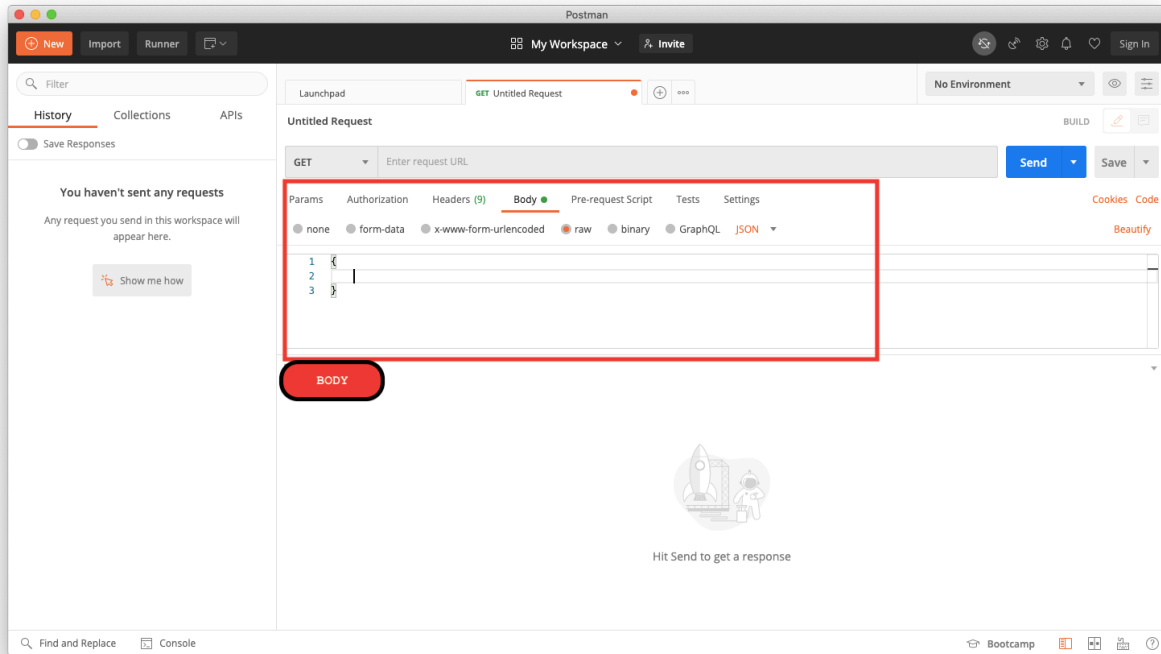 Postman
New Import Runner My Workspace Invite Sign In
Filter
History Collections APIs
Save Responses
You haven't sent any requests
Any request you send in this workspace will
appear here.
Show me how
Launchpad GET Untitled Request No Environment
Untitled Request BUILD
GET Enter request URL Send Save
Params Authorization Headers (9) Body Pre-request Script Tests Settings Cookies Code
none form-data x-www-form-urlencoded raw binary GraphQL JSON Beautify
1 {
2
3 }
BODY
Hit Send to get a response
Find and Replace Console Bootcamp